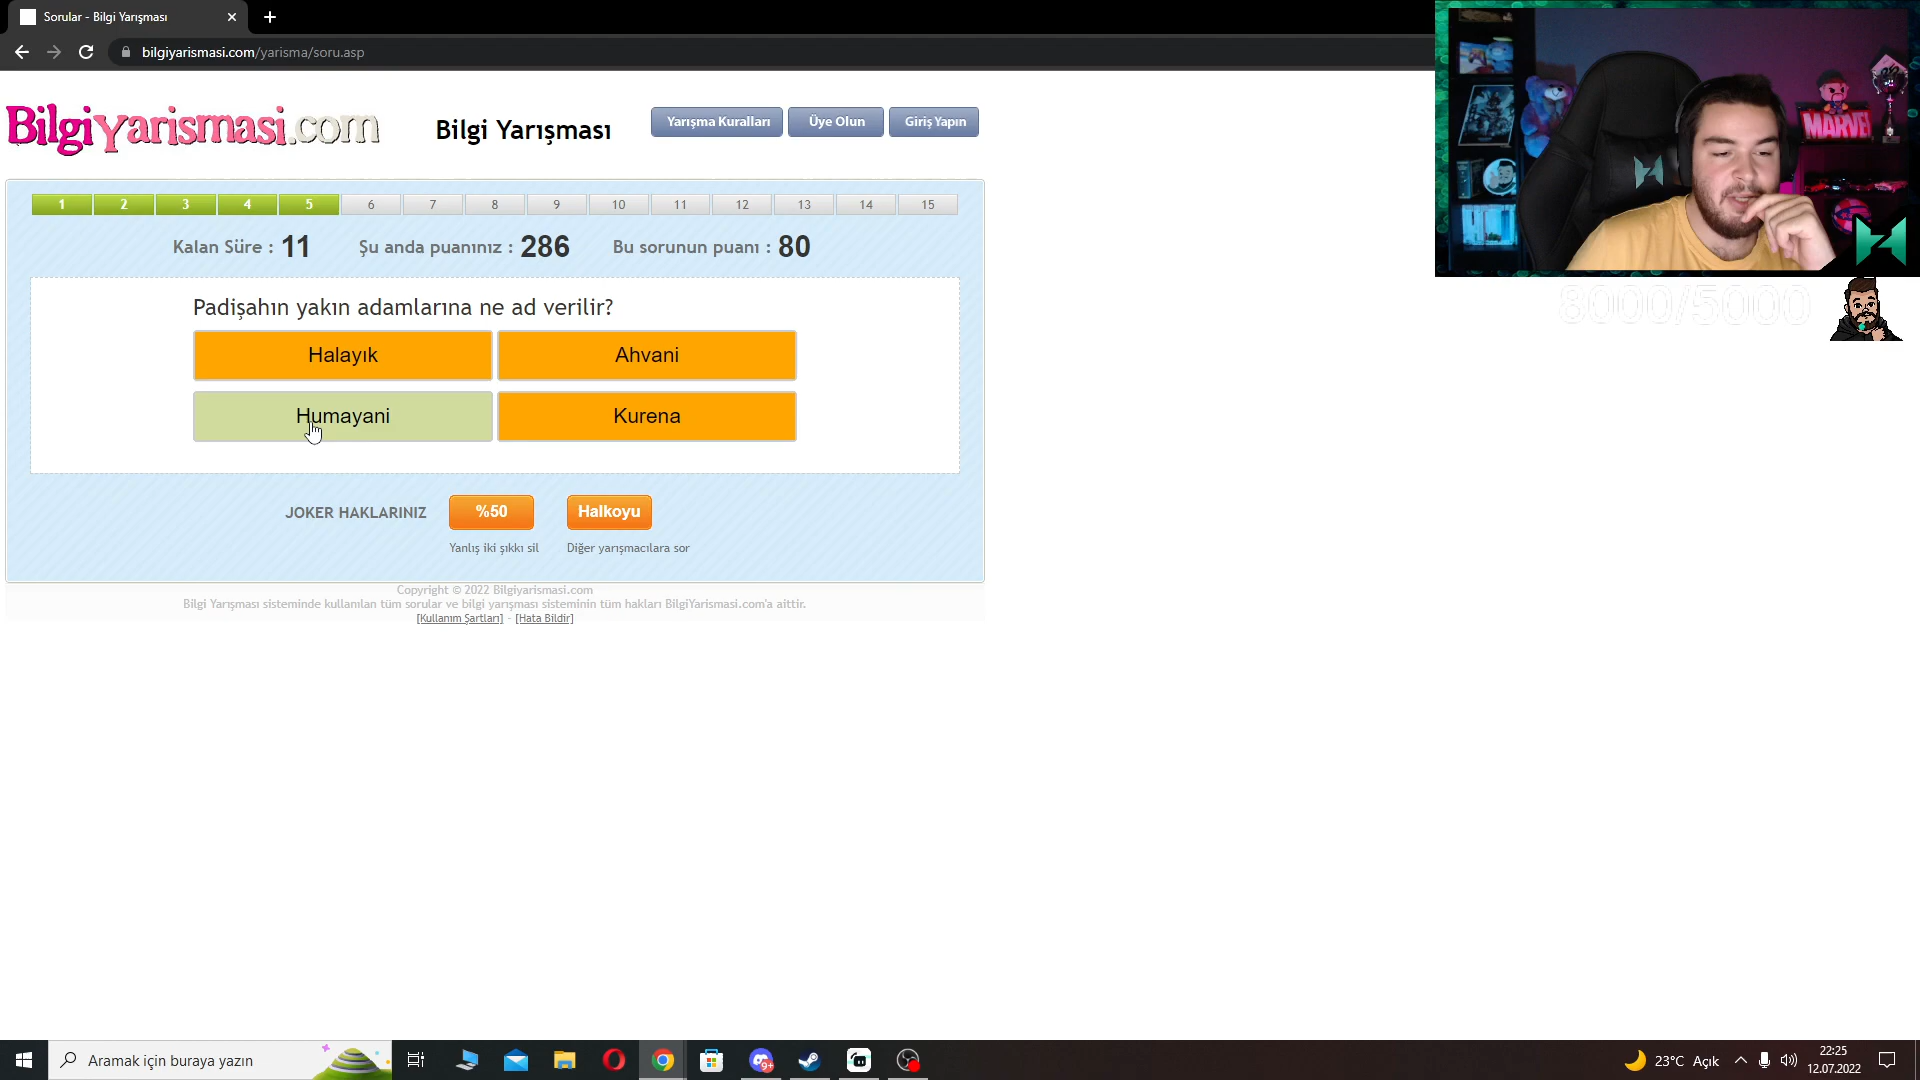 Sorular - Bilgi Yarışması
bilgiyarismasi.com/yarisma/soru.asp
Bilgiyarismasi.com
Bilgi Yarışması
Yarışma Kuralları
Üye Olun
Giriş Yapın
1 2 3 4 5 6 7 8 9 10 11 12 13 14 15
Kalan Süre : 11 Şu anda puanınız : 286 Bu sorunun puanı : 80
Padişahın yakın adamlarına ne ad verilir?
Halayık
Ahvani
Humayani
Kurena
JOKER HAKLARINIZ
%50
Halkoyu
Yanlış iki şıkkı sil
Diğer yarışmacılara sor
Copyright © 2022 Bilgiyarismasi.com
Bilgi Yarışması sisteminde kullanılan tüm sorular ve bilgi yarışması sisteminin tüm hakları BilgiYarismasi.com'a aittir.
[Kullanım Şartları] - [Hata Bildir]
MARVEL
8000/5000
Aramak için buraya yazın
9+
23°C Açık
22:25
12.07.2022